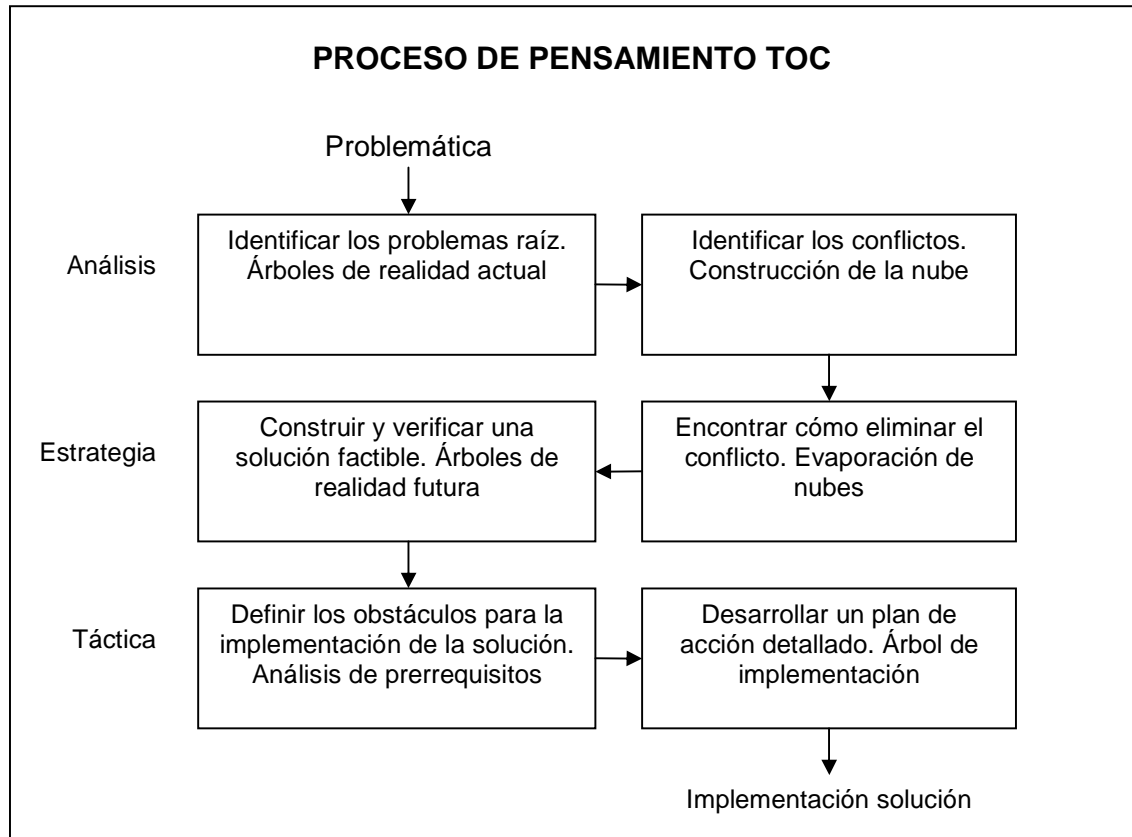 PROCESO DE PENSAMIENTO TOC
Problemática
Análisis
Identificar los problemas raíz.
Árboles de realidad actual
Identificar los conflictos.
Construcción de la nube
Estrategia
Construir y verificar una
solución factible. Árboles de
realidad futura
Encontrar cómo eliminar el
conflicto. Evaporación de
nubes
Táctica
Definir los obstáculos para la
implementación de la solución.
Análisis de prerrequisitos
Desarrollar un plan de
acción detallado. Árbol de
implementación
Implementación solución